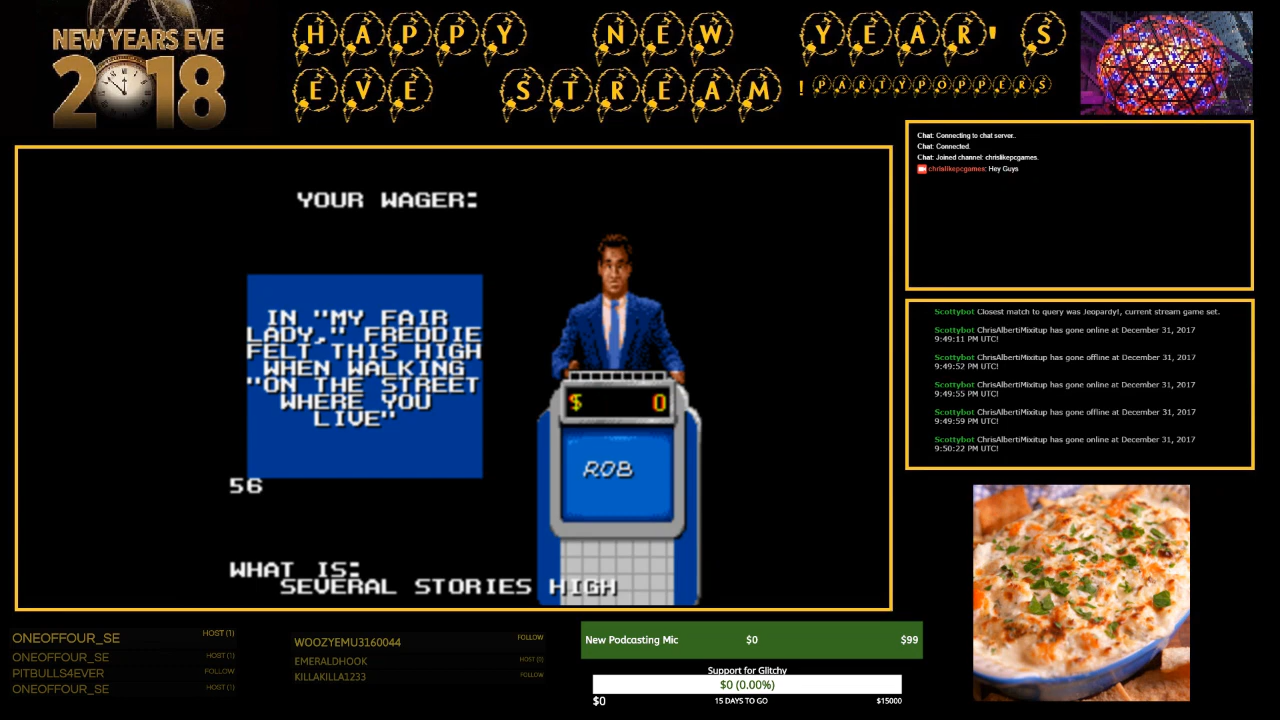 NEW YEARS EVE
2018
HAPPY NEW YEAR'S
EVE STREAM !PARTYPOPPERS
Chat: Connecting to chat server..
Chat: Connected.
Chat: Joined channel: chrislikepcgames.
chrislikepcgames: Hey Guys
YOUR WAGER:
IN "MY FAIR
LADY," FREDDIE
FELT THIS HIGH
WHEN WALKING
"ON THE STREET
WHERE YOU
LIVE"
$ 0
ROB
56
WHAT IS:
SEVERAL STORIES HIGH
Scottybot Closest match to query was Jeopardy!, current stream game set.
Scottybot ChrisAlbertiMixitup has gone online at December 31, 2017
9:49:11 PM UTC!
Scottybot ChrisAlbertiMixitup has gone offline at December 31, 2017
9:49:52 PM UTC!
Scottybot ChrisAlbertiMixitup has gone online at December 31, 2017
9:49:55 PM UTC!
Scottybot ChrisAlbertiMixitup has gone offline at December 31, 2017
9:49:59 PM UTC!
Scottybot ChrisAlbertiMixitup has gone online at December 31, 2017
9:50:22 PM UTC!
ONEOFFOUR_SE HOST (1)
ONEOFFOUR_SE HOST (1)
PITBULLS4EVER FOLLOW
ONEOFFOUR_SE HOST (1)
WOOZYEMU3160044 FOLLOW
EMERALDHOOK HOST (0)
KILLAKILLA1233 FOLLOW
New Podcasting Mic $0 $99
Support for Glitchy
$0 (0.00%)
$0 15 DAYS TO GO $15000